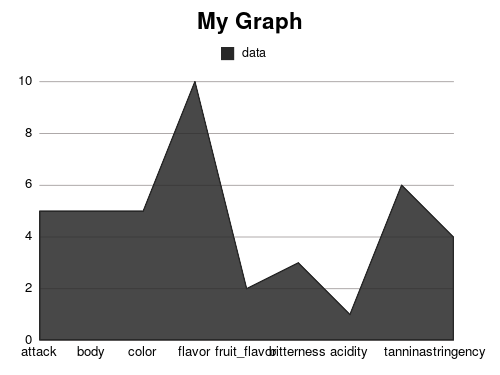 My Graph
data
10
8
6
4
2
0
attack body color flavor fruit_flavor bitterness acidity tannin astringency